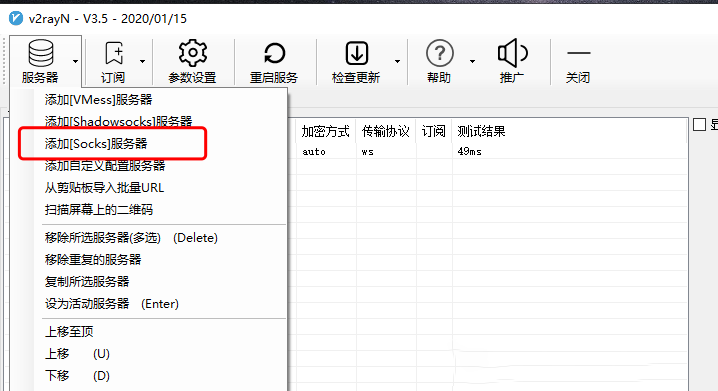 v2rayN - V3.5 - 2020/01/15
服务器 订阅 参数设置 重启服务 检查更新 帮助 推广 关闭
添加[VMess]服务器
添加[Shadowsocks]服务器
添加[Socks]服务器
添加自定义配置服务器
从剪贴板导入批量URL
扫描屏幕上的二维码
移除所选服务器(多选) (Delete)
移除重复的服务器
复制所选服务器
设为活动服务器 (Enter)
上移至顶
上移 (U)
下移 (D)
加密方式 传输协议 订阅 测试结果
auto ws 49ms